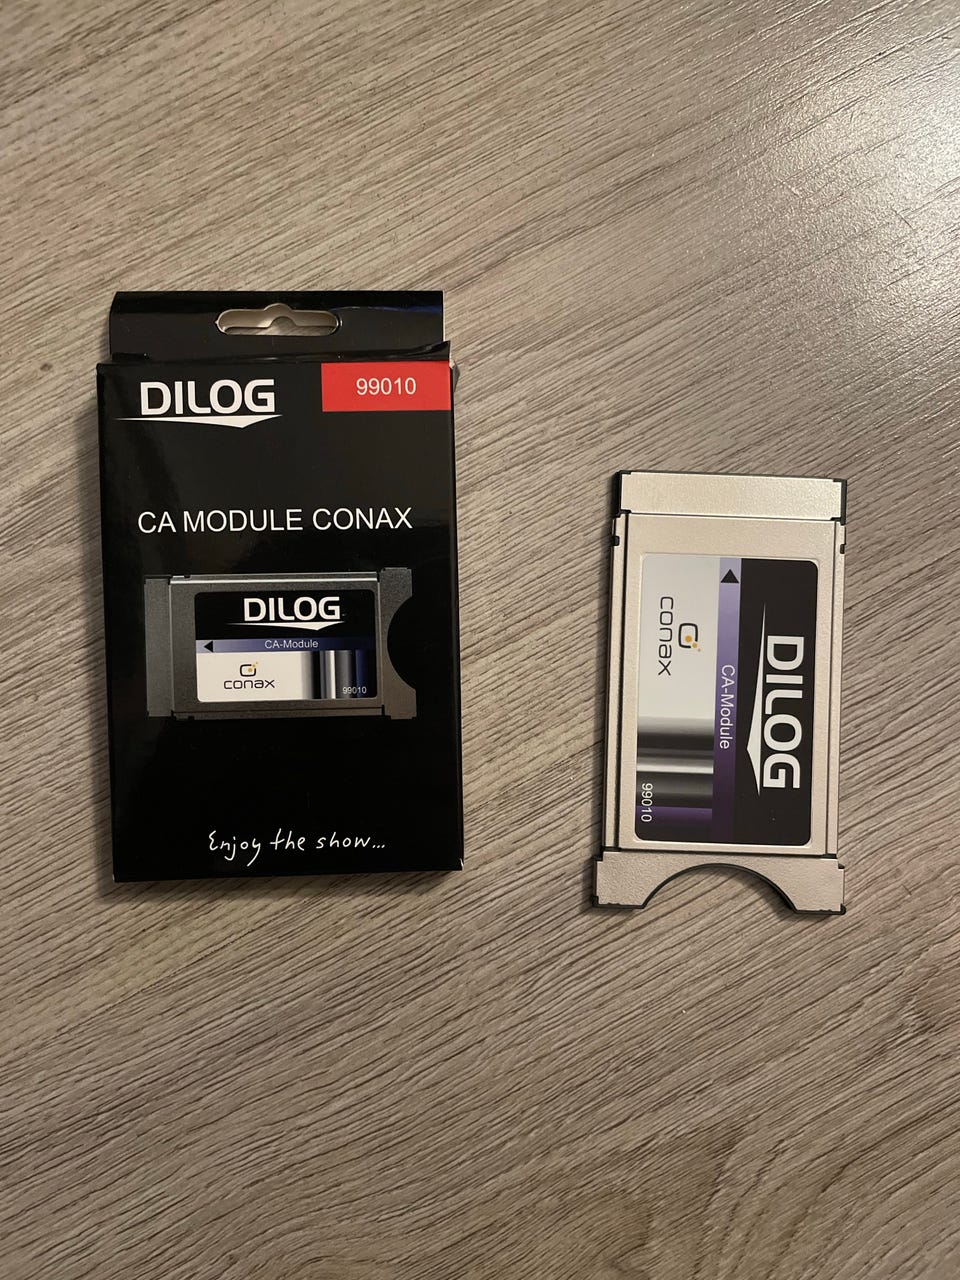 DILOG
99010
CA MODULE CONAX
DILOG
CA-Module
conax
99010
Enjoy the show...
DILOG
CA-Module
conax
99010